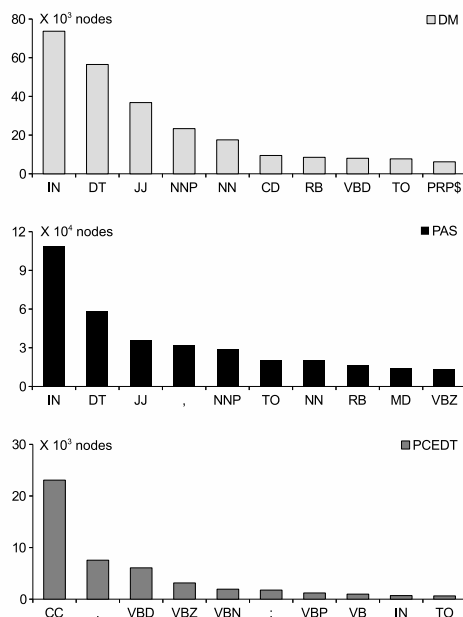 80 X 10³ nodes DM
60
40
20
0
IN DT JJ NNP NN CD RB VBD TO PRP$
12 X 10⁴ nodes PAS
9
6
3
0
IN DT JJ , NNP TO NN RB MD VBZ
30 X 10³ nodes PCEDT
20
10
0
CC , VBD VBZ VBN : VBP VB IN TO